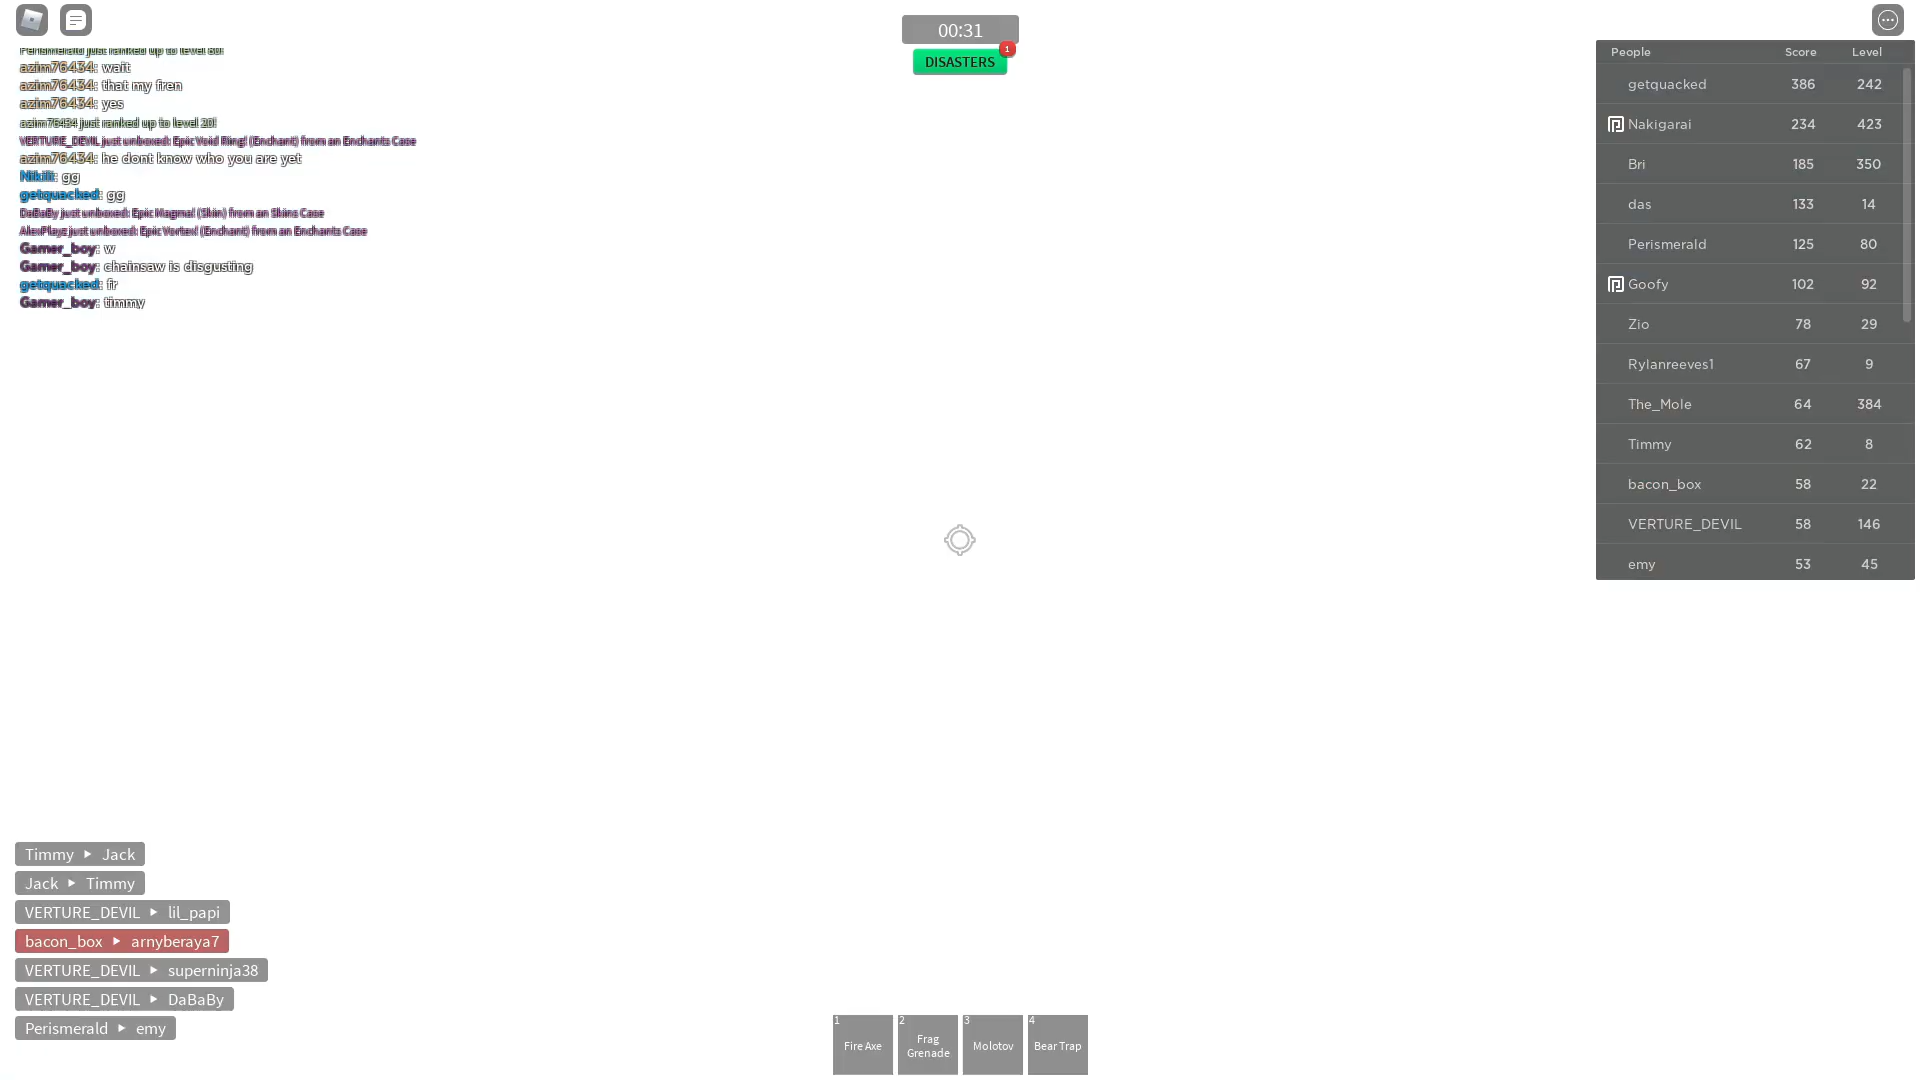 00:31
1
DISASTERS
Perismerald just ranked up to level 80!
azim76434: wait
azim76434: that my fren
azim76434: yes
azim76434 just ranked up to level 20!
VERTURE_DEVIL just unboxed: Epic Void Ring! (Enchant) from an Enchants Case
azim76434: he dont know who you are yet
Nikili: gg
getquacked: gg
DaBaBy just unboxed: Epic Magma! (Skin) from an Skins Case
AlexPlayz just unboxed: Epic Vortex! (Enchant) from an Enchants Case
Gamer_boy: w
Gamer_boy: chainsaw is disgusting
getquacked: fr
Gamer_boy: timmy
People Score Level
getquacked 386 242
Nakigarai 234 423
Bri 185 350
das 133 14
Perismerald 125 80
Goofy 102 92
Zio 78 29
Rylanreeves1 67 9
The_Mole 64 384
Timmy 62 8
bacon_box 58 22
VERTURE_DEVIL 58 146
emy 53 45
Timmy ▶ Jack
Jack ▶ Timmy
VERTURE_DEVIL ▶ lil_papi
bacon_box ▶ arnyberaya7
VERTURE_DEVIL ▶ superninja38
VERTURE_DEVIL ▶ DaBaBy
Perismerald ▶ emy
1 Fire Axe
2 Frag Grenade
3 Molotov
4 Bear Trap